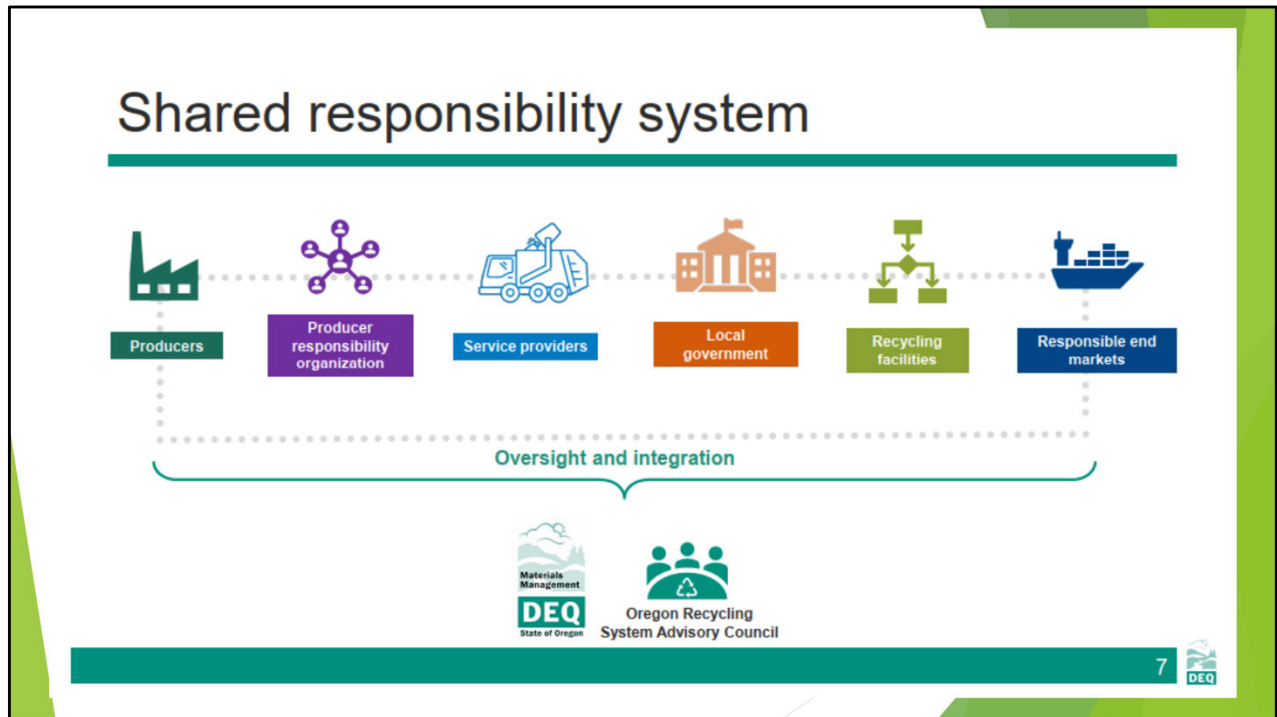 Shared responsibility system
Producers
Producer
responsibility
organization
Service providers
Local
government
Recycling
facilities
Responsible end
markets
Oversight and integration
Materials
Management
DEQ
State of Oregon
Oregon Recycling
System Advisory Council
7
DEQ